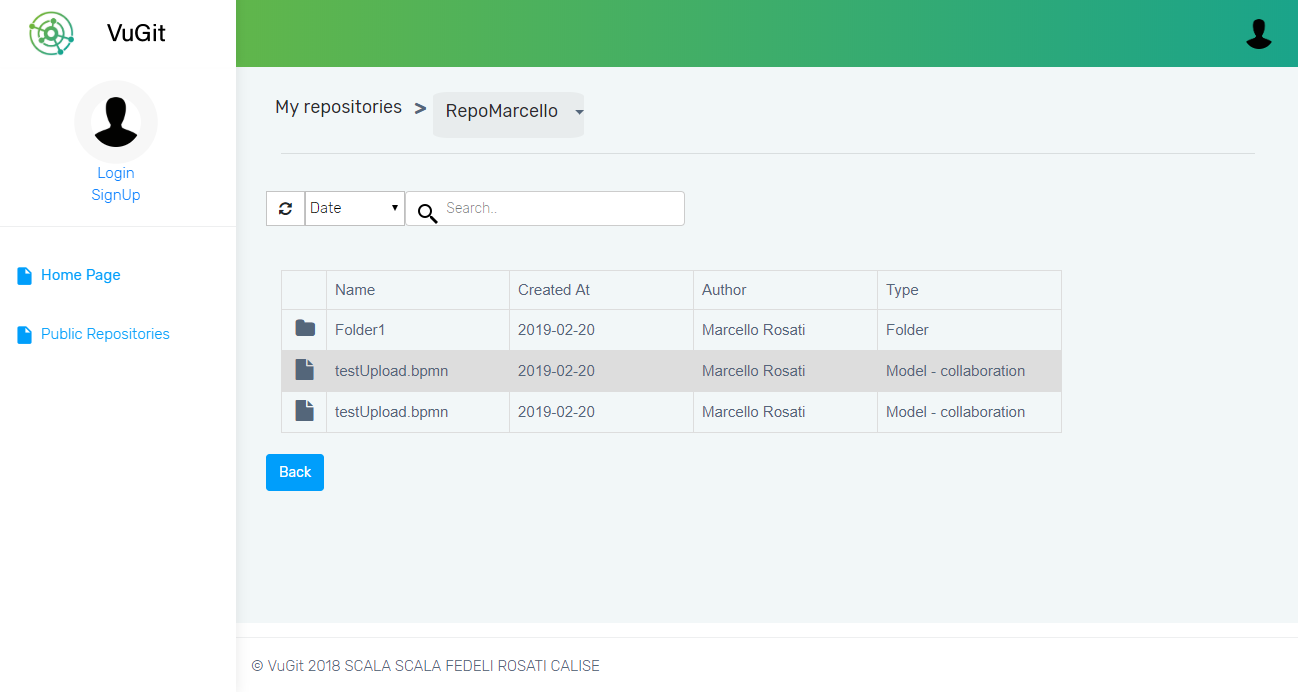 VuGit
Login
SignUp
Home Page
Public Repositories
My repositories > RepoMarcello
Date Search..
Name Created At Author Type
Folder1 2019-02-20 Marcello Rosati Folder
testUpload.bpmn 2019-02-20 Marcello Rosati Model - collaboration
testUpload.bpmn 2019-02-20 Marcello Rosati Model - collaboration
Back
© VuGit 2018 SCALA SCALA FEDELI ROSATI CALISE